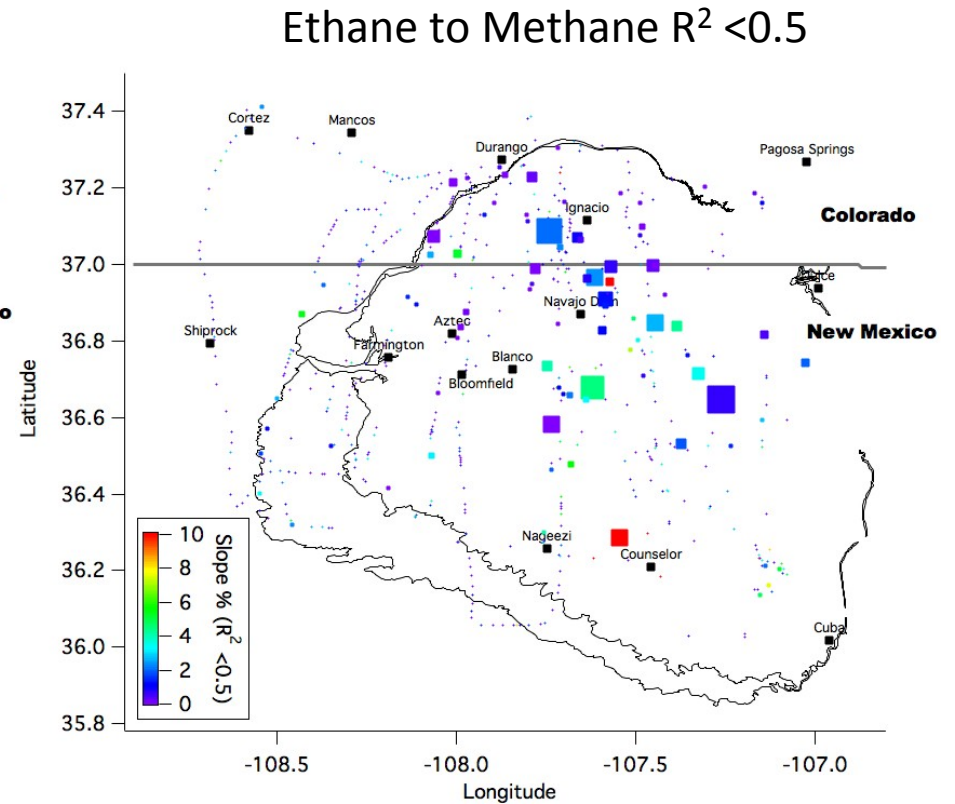 Ethane to Methane R² <0.5
37.4
37.2
37.0
36.8
36.6
36.4
36.2
36.0
35.8
Latitude
-108.5
-108.0
-107.5
-107.0
Longitude
Cortez
Mancos
Durango
Pagosa Springs
Ignacio
Colorado
o
Navajo
New Mexico
Shiprock
Aztec
Farmington
Blanco
Bloomfield
Nageezi
Counselor
Cuba
10
8
6
4
2
0
Slope % (R² <0.5)